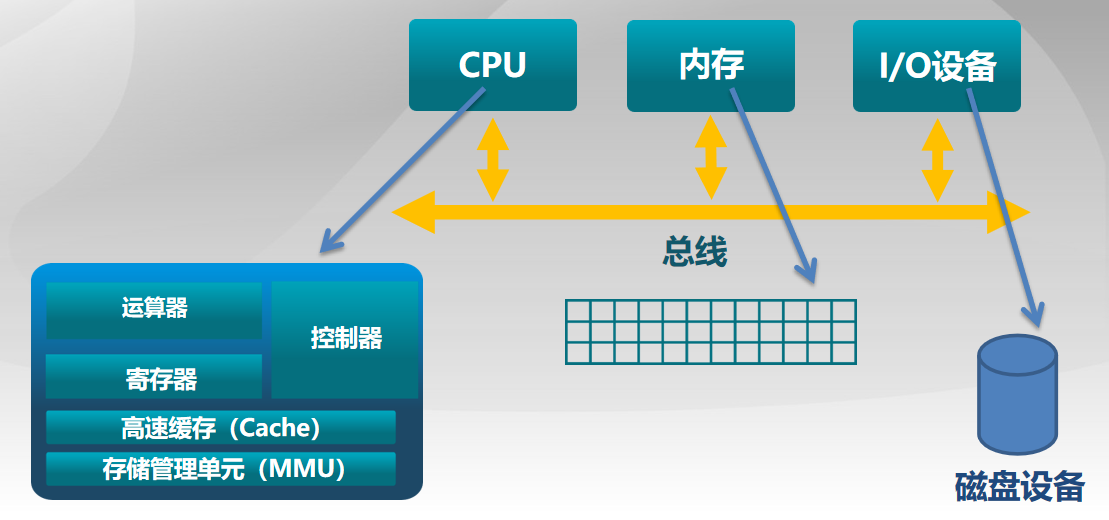 CPU
内存
I/O设备
总线
运算器
控制器
寄存器
高速缓存（Cache）
存储管理单元（MMU）
磁盘设备